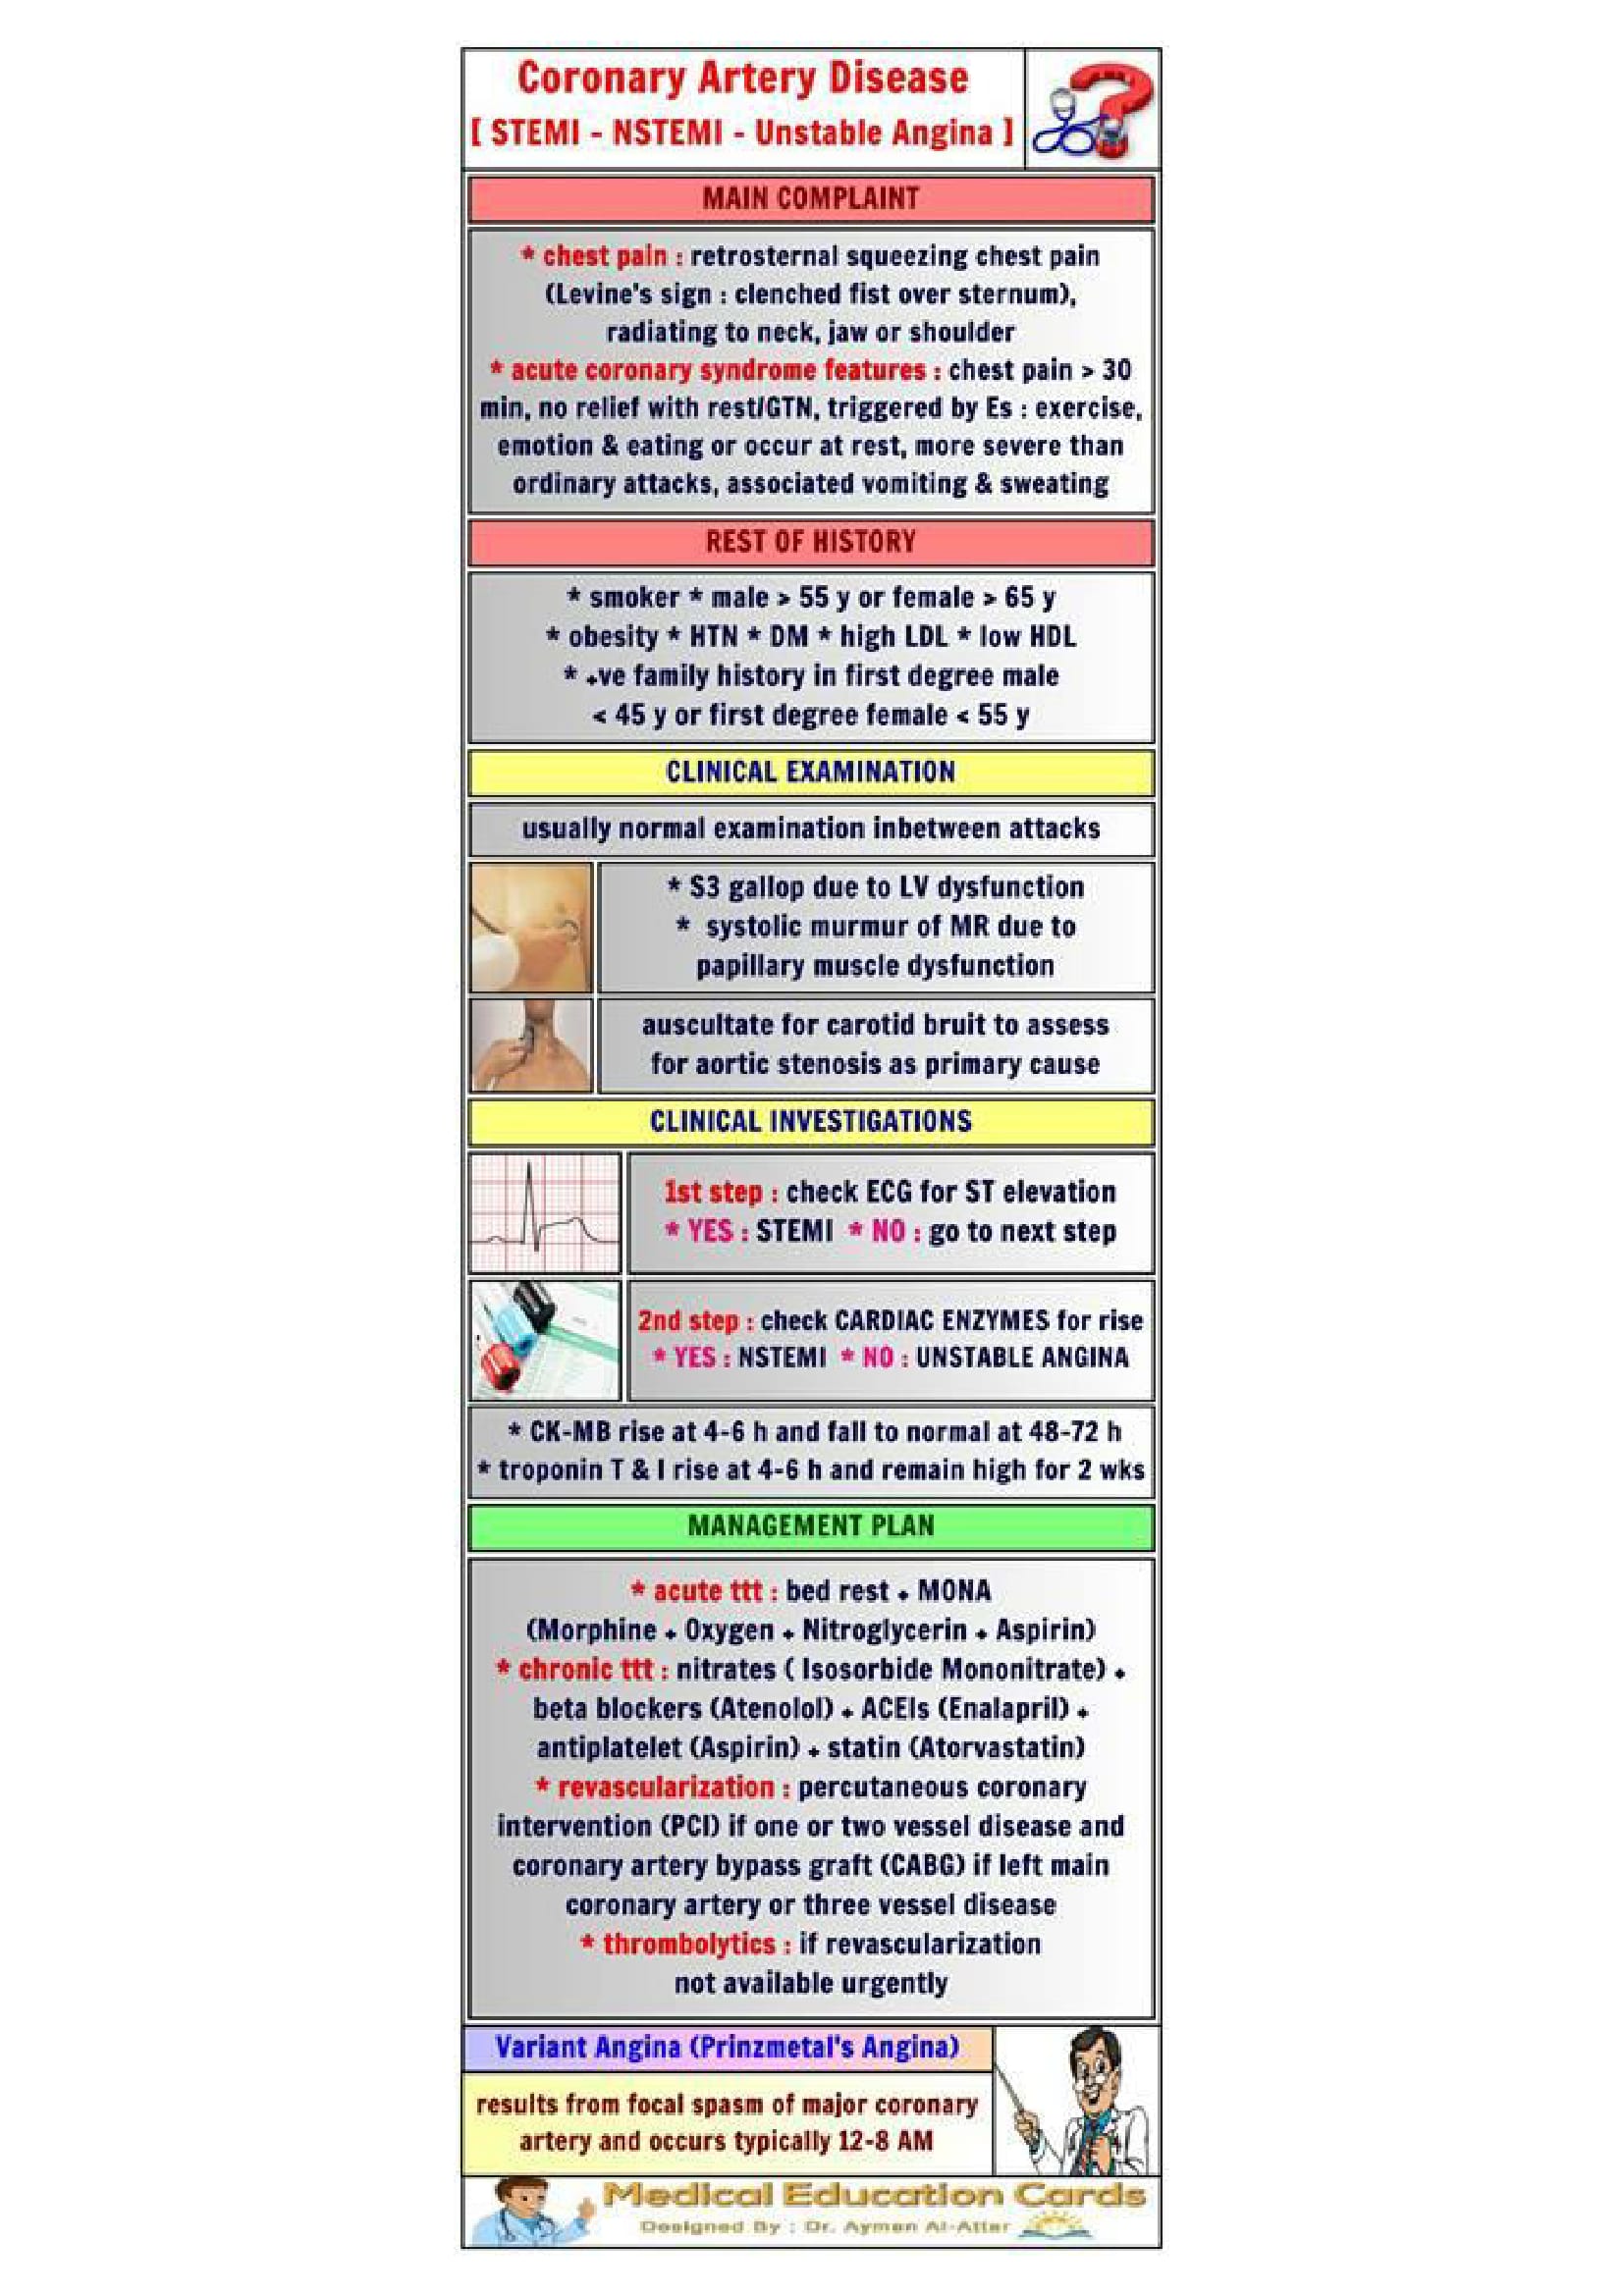 Coronary Artery Disease
[ STEMI - NSTEMI - Unstable Angina ]
MAIN COMPLAINT
* chest pain : retrosternal squeezing chest pain
(Levine's sign : clenched fist over sternum),
radiating to neck, jaw or shoulder
* acute coronary syndrome features : chest pain > 30
min, no relief with rest/GTN, triggered by Es : exercise,
emotion & eating or occur at rest, more severe than
ordinary attacks, associated vomiting & sweating
REST OF HISTORY
* smoker * male > 55 y or female > 65 y
* obesity * HTN * DM * high LDL * low HDL
* +ve family history in first degree male
< 45 y or first degree female < 55 y
CLINICAL EXAMINATION
usually normal examination inbetween attacks
* S3 gallop due to LV dysfunction
* systolic murmur of MR due to
papillary muscle dysfunction
auscultate for carotid bruit to assess
for aortic stenosis as primary cause
CLINICAL INVESTIGATIONS
1st step : check ECG for ST elevation
* YES : STEMI * NO : go to next step
2nd step : check CARDIAC ENZYMES for rise
* YES : NSTEMI * NO : UNSTABLE ANGINA
* CK-MB rise at 4-6 h and fall to normal at 48-72 h
* troponin T & I rise at 4-6 h and remain high for 2 wks
MANAGEMENT PLAN
* acute ttt : bed rest + MONA
(Morphine + Oxygen + Nitroglycerin + Aspirin)
* chronic ttt : nitrates ( Isosorbide Mononitrate) +
beta blockers (Atenolol) + ACEIs (Enalapril) +
antiplatelet (Aspirin) + statin (Atorvastatin)
* revascularization : percutaneous coronary
intervention (PCI) if one or two vessel disease and
coronary artery bypass graft (CABG) if left main
coronary artery or three vessel disease
* thrombolytics : if revascularization
not available urgently
Variant Angina (Prinzmetal's Angina)
results from focal spasm of major coronary
artery and occurs typically 12-8 AM
Medical Education Cards
Designed By : Dr. Ayman Al-Attar